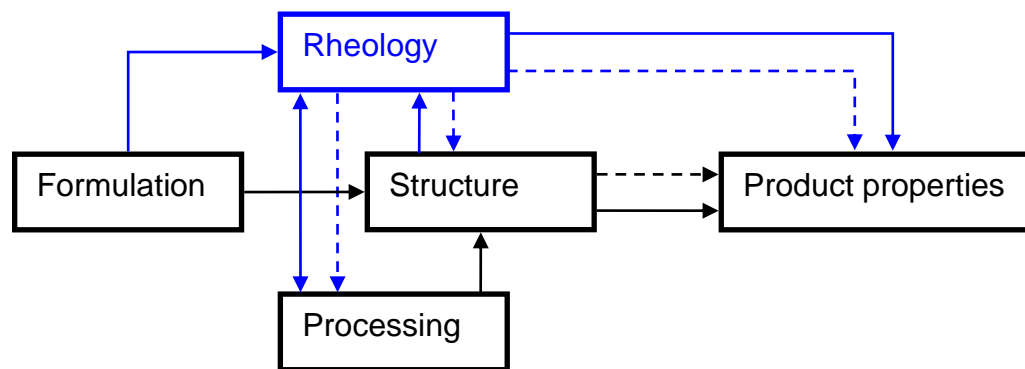 Rheology
Formulation
Structure
Product properties
Processing